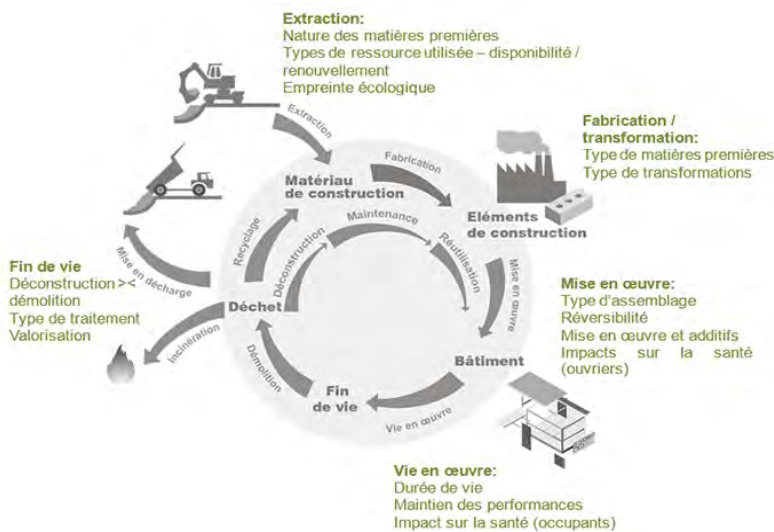 Extraction:
Nature des matières premières
Types de ressource utilisée – disponibilité /
renouvellement
Empreinte écologique
Extraction
Fabrication /
transformation:
Type de matières premières
Type de transformations
Fabrication
Matériau
de construction
Eléments
de construction
Maintenance
Recyclage
Déconstruction
Réutilisation
Mise en œuvre
Mise en décharge
Fin de vie
Déconstruction ><
démolition
Type de traitement
Valorisation
Déchet
incinération
Démolition
Fin
de vie
Vie en œuvre
Bâtiment
Mise en œuvre:
Type d'assemblage
Réversibilité
Mise en œuvre et additifs
Impacts sur la santé
(ouvriers)
Vie en œuvre:
Durée de vie
Maintien des performances
Impact sur la santé (occupants)